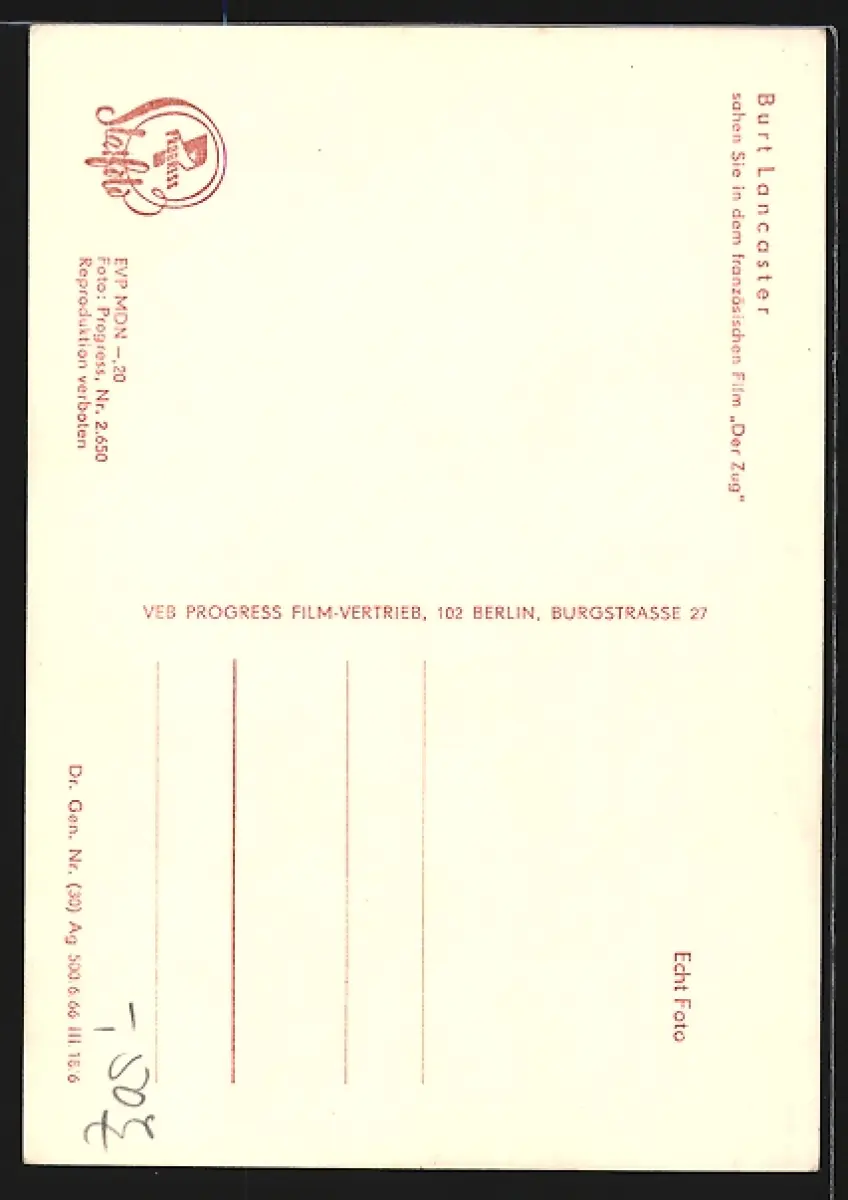 Burt Lancaster
sahen Sie in dem französischen Film „Der Zug"
Starfoto
PROGRESS
EVP MDN –,20
Foto: Progress, Nr. 2.650
Reproduktion verboten
VEB PROGRESS FILM-VERTRIEB, 102 BERLIN, BURGSTRASSE 27
Echt Foto
Dr. Gen. Nr. (30) Ag 500/6/66 III/18/6